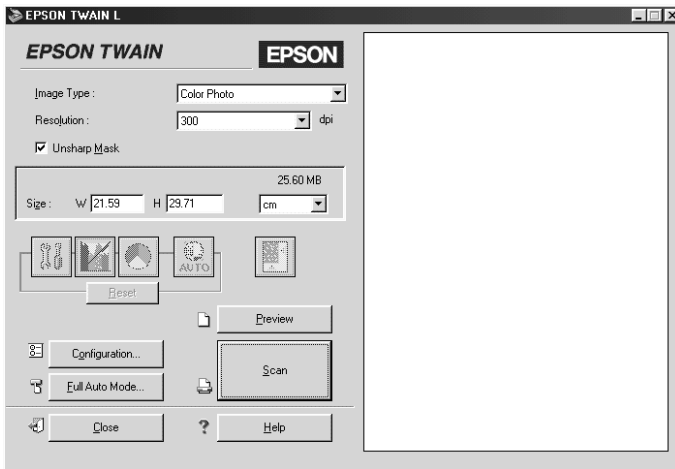 EPSON TWAIN L
EPSON TWAIN EPSON
Image Type : Color Photo
Resolution : 300 dpi
Unsharp Mask
25.60 MB
Size : W 21.59 H 29.71 cm
AUTO
Reset
Preview
Configuration...
Scan
Full Auto Mode...
Close ? Help